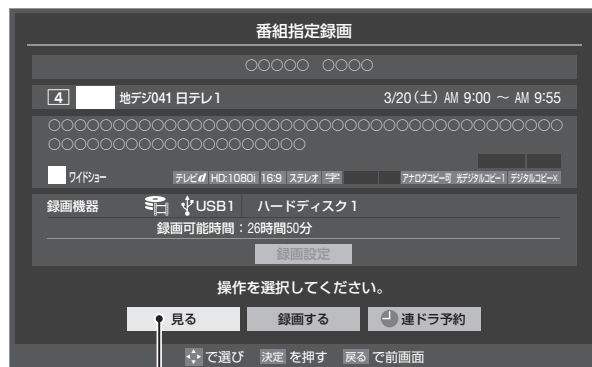 番組指定録画
○○○○○ ○○○○
4 地デジ041 日テレ1 3/20(土) AM 9:00 ～ AM 9:55
○○○○○○○○○○○○○○○○○○○○○○○○○○○○○○○○○○○○○○○○
○○○○○○○○○○○○○○○○○○○○
ワイドショー テレビd HD:1080i 16:9 ステレオ 字 アナログコピー可 光デジタルコピー1 デジタルコピー×
録画機器 USB1 ハードディスク1
録画可能時間：26時間50分
録画設定
操作を選択してください。
見る 録画する 連ドラ予約
で選び 決定 を押す 戻る で前画面